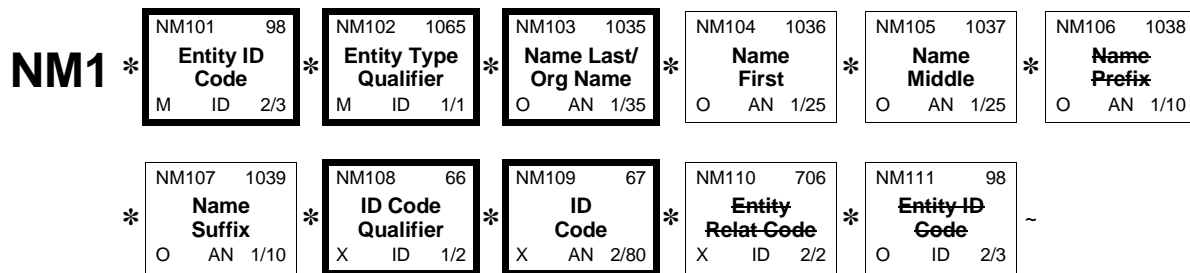 NM101 98 NM102 1065 NM103 1035 NM104 1036 NM105 1037 NM106 1038
NM1 * Entity ID * Entity Type * Name Last/ * Name * Name * Name
Code Qualifier Org Name First Middle Prefix
M ID 2/3 M ID 1/1 O AN 1/35 O AN 1/25 O AN 1/25 O AN 1/10
NM107 1039 NM108 66 NM109 67 NM110 706 NM111 98
* Name * ID Code * ID * Entity * Entity ID ~
Suffix Qualifier Code Relat Code Code
O AN 1/10 X ID 1/2 X AN 2/80 X ID 2/2 O ID 2/3